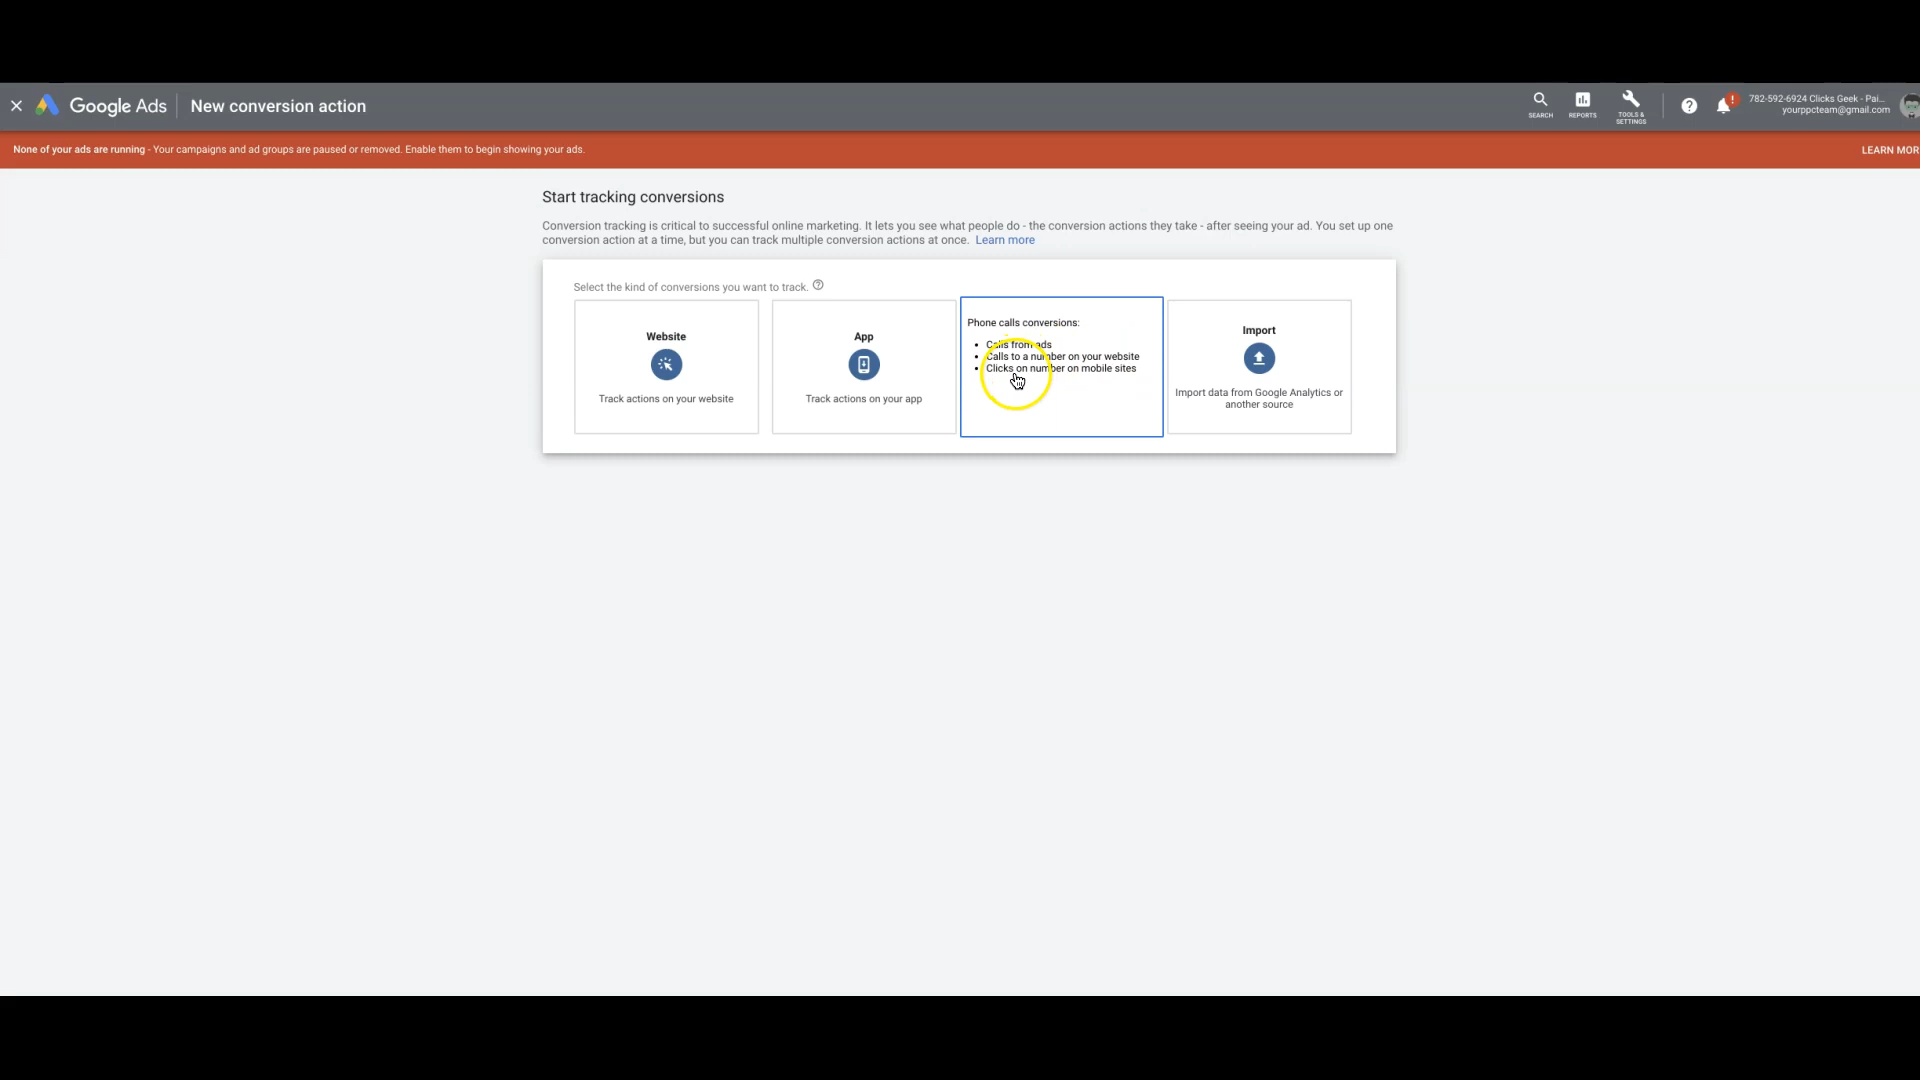 Google Ads
New conversion action
SEARCH
REPORTS
TOOLS &
SETTINGS
782-592-6924 Clicks Geek - Pai...
yourppcteam@gmail.com
None of your ads are running - Your campaigns and ad groups are paused or removed. Enable them to begin showing your ads.
LEARN MOR
Start tracking conversions
Conversion tracking is critical to successful online marketing. It lets you see what people do - the conversion actions they take - after seeing your ad. You set up one
conversion action at a time, but you can track multiple conversion actions at once. Learn more
Select the kind of conversions you want to track.
Website
Track actions on your website
App
Track actions on your app
Phone calls conversions:
• Calls from ads
• Calls to a number on your website
• Clicks on number on mobile sites
Import
Import data from Google Analytics or
another source